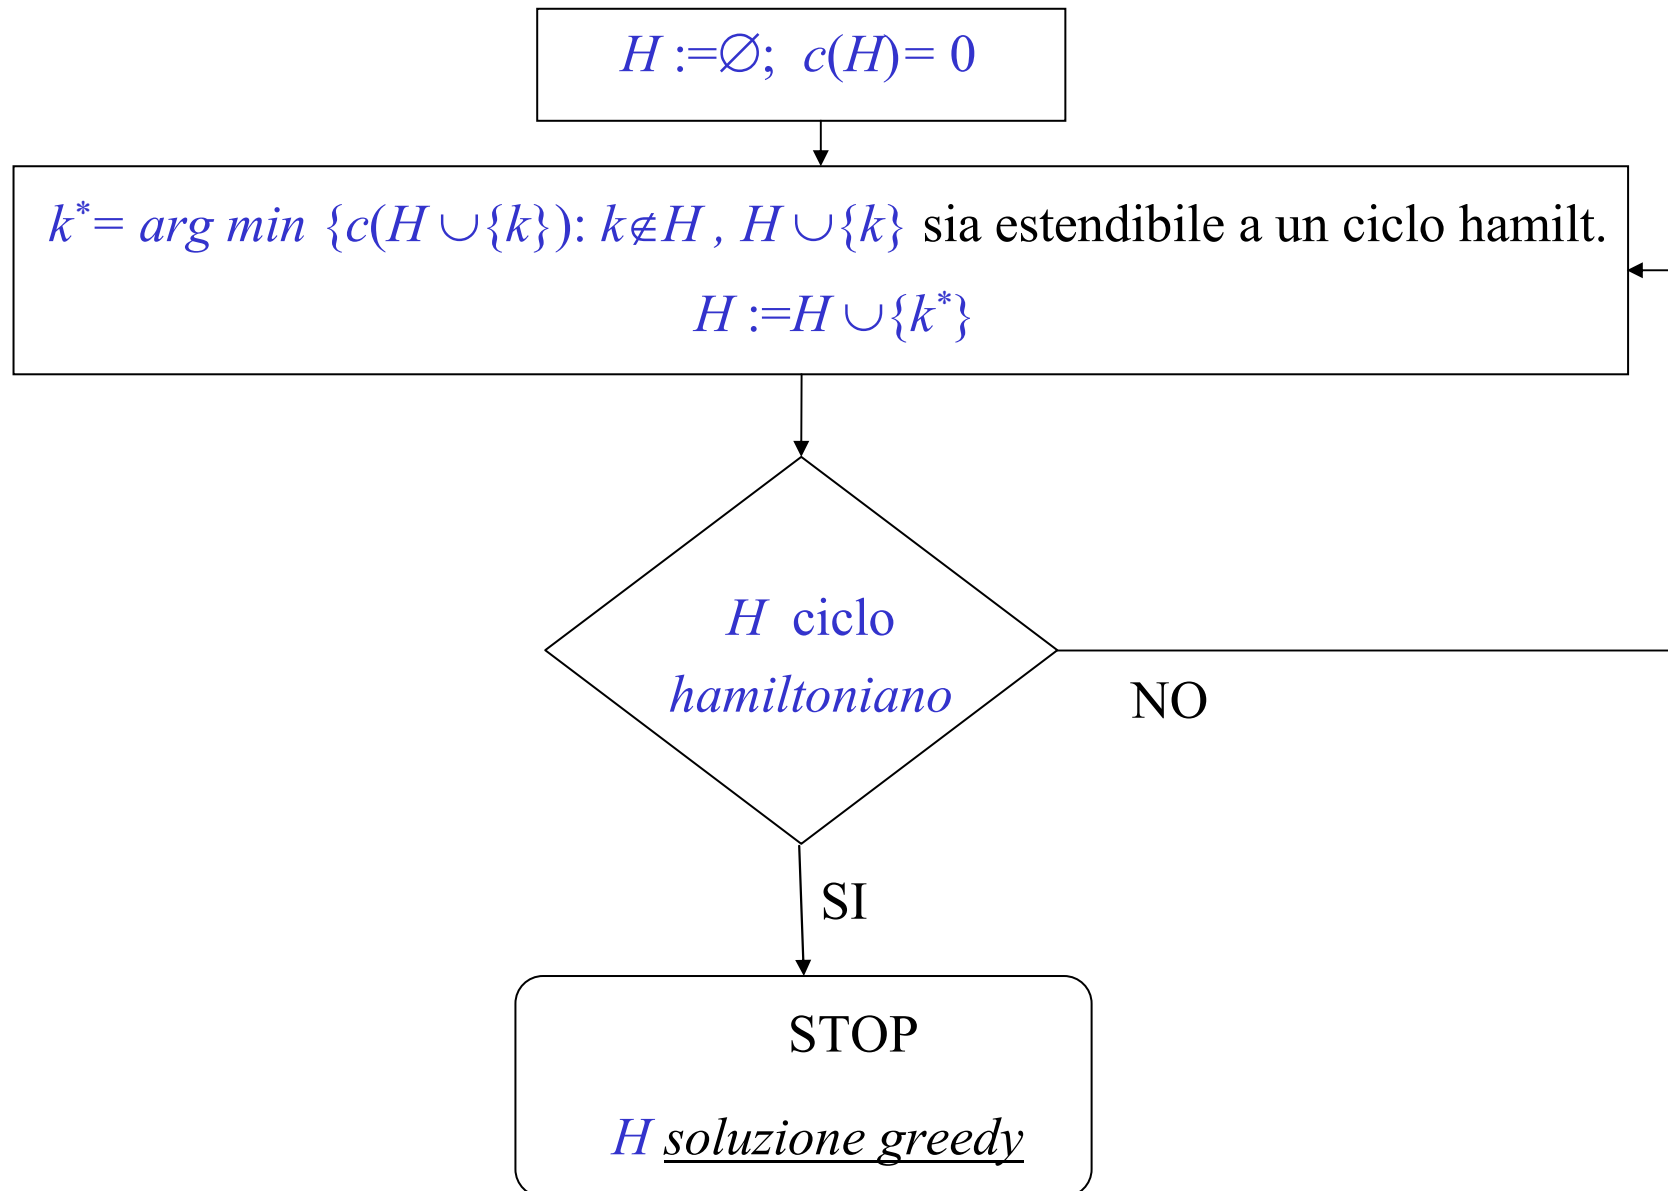 H :=∅; c(H)= 0
k*= arg min {c(H ∪{k}): k∉H , H ∪{k} sia estendibile a un ciclo hamilt.
H :=H ∪{k*}
H ciclo
hamiltoniano
NO
SI
STOP
H soluzione greedy